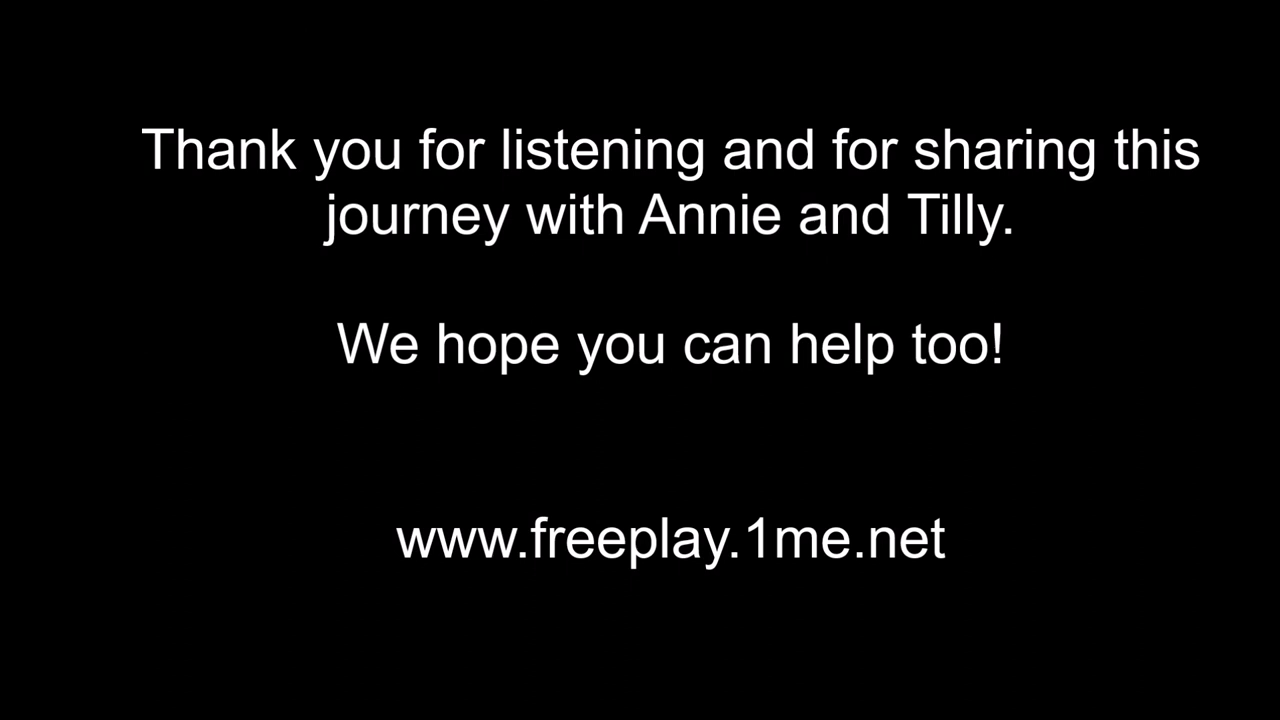 Thank you for listening and for sharing this
journey with Annie and Tilly.
We hope you can help too!
www.freeplay.1me.net